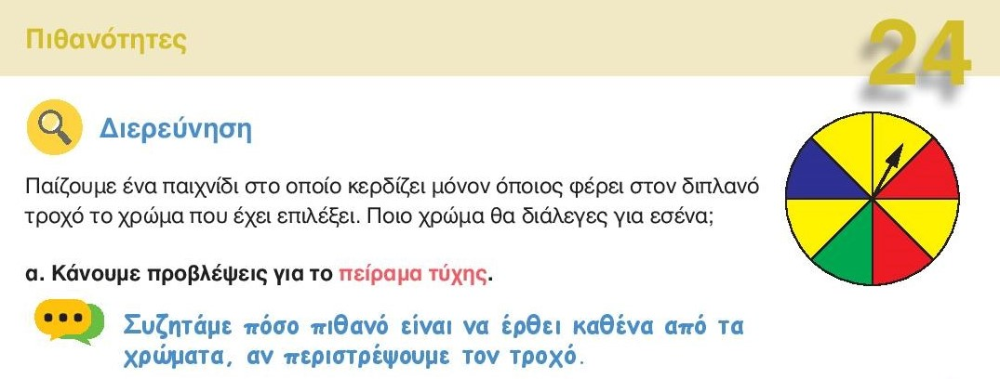 Πιθανότητες
24
Διερεύνηση
Παίζουμε ένα παιχνίδι στο οποίο κερδίζει μόνον όποιος φέρει στον διπλανό
τροχό το χρώμα που έχει επιλέξει. Ποιο χρώμα θα διάλεγες για εσένα;
α. Κάνουμε προβλέψεις για το πείραμα τύχης.
Συζητάμε πόσο πιθανό είναι να έρθει καθένα από τα
χρώματα, αν περιστρέψουμε τον τροχό.